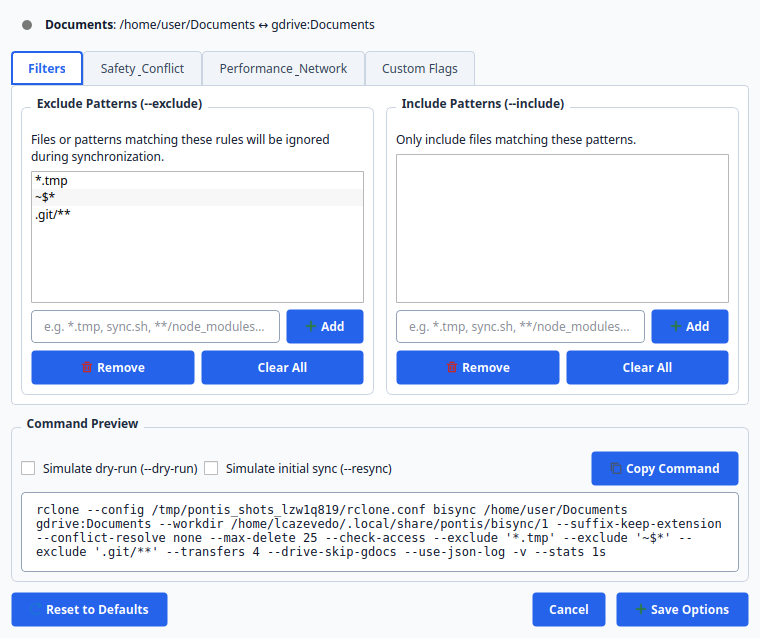 Documents: /home/user/Documents ↔ gdrive:Documents
Filters
Safety_Conflict
Performance_Network
Custom Flags
Exclude Patterns (--exclude)
Files or patterns matching these rules will be ignored
during synchronization.
*.tmp
~$*
.git/**
e.g. *.tmp, sync.sh, **/node_modules...
Add
Remove
Clear All
Include Patterns (--include)
Only include files matching these patterns.
e.g. *.tmp, sync.sh, **/node_modules...
Add
Remove
Clear All
Command Preview
Simulate dry-run (--dry-run)
Simulate initial sync (--resync)
Copy Command
rclone --config /tmp/pontis_shots_lzw1q819/rclone.conf bisync /home/user/Documents
gdrive:Documents --workdir /home/lcazevedo/.local/share/pontis/bisync/1 --suffix-keep-extension
--conflict-resolve none --max-delete 25 --check-access --exclude '*.tmp' --exclude '~$*' --
exclude '.git/**' --transfers 4 --drive-skip-gdocs --use-json-log -v --stats 1s
Reset to Defaults
Cancel
Save Options